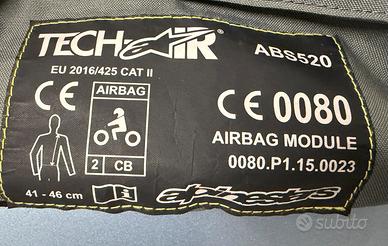 TECH-AIR
ABS520
EU 2016/425 CAT II
AIRBAG
CE 0080
AIRBAG MODULE
2 CB
0080.P1.15.0023
41 - 46 cm
i
alpinestars
subito